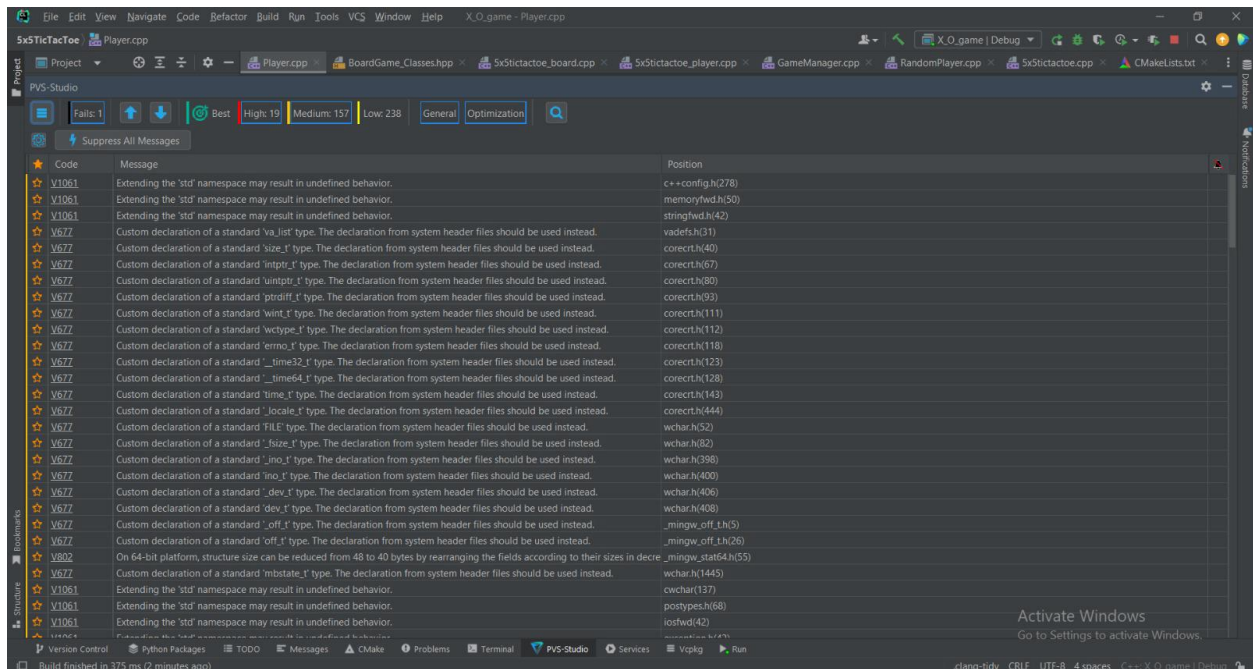 File Edit View Navigate Code Refactor Build Run Tools VCS Window Help X_O_game - Player.cpp
5x5TicTacToe Player.cpp X_O_game | Debug
Project Player.cpp BoardGame_Classes.hpp 5x5tictactoe_board.cpp 5x5tictactoe_player.cpp GameManager.cpp RandomPlayer.cpp 5x5tictactoe.cpp CMakeLists.txt
Project
Database
Notifications
PVS-Studio
Fails: 1 Best High: 19 Medium: 157 Low: 238 General Optimization
Suppress All Messages
Code Message Position
V1061 Extending the 'std' namespace may result in undefined behavior. c++config.h(278)
V1061 Extending the 'std' namespace may result in undefined behavior. memoryfwd.h(50)
V1061 Extending the 'std' namespace may result in undefined behavior. stringfwd.h(42)
V677 Custom declaration of a standard 'va_list' type. The declaration from system header files should be used instead. vadefs.h(31)
V677 Custom declaration of a standard 'size_t' type. The declaration from system header files should be used instead. corecrt.h(40)
V677 Custom declaration of a standard 'intptr_t' type. The declaration from system header files should be used instead. corecrt.h(67)
V677 Custom declaration of a standard 'uintptr_t' type. The declaration from system header files should be used instead. corecrt.h(80)
V677 Custom declaration of a standard 'ptrdiff_t' type. The declaration from system header files should be used instead. corecrt.h(93)
V677 Custom declaration of a standard 'wint_t' type. The declaration from system header files should be used instead. corecrt.h(111)
V677 Custom declaration of a standard 'wctype_t' type. The declaration from system header files should be used instead. corecrt.h(112)
V677 Custom declaration of a standard 'errno_t' type. The declaration from system header files should be used instead. corecrt.h(118)
V677 Custom declaration of a standard '__time32_t' type. The declaration from system header files should be used instead. corecrt.h(123)
V677 Custom declaration of a standard '__time64_t' type. The declaration from system header files should be used instead. corecrt.h(128)
V677 Custom declaration of a standard 'time_t' type. The declaration from system header files should be used instead. corecrt.h(143)
V677 Custom declaration of a standard '_locale_t' type. The declaration from system header files should be used instead. corecrt.h(444)
V677 Custom declaration of a standard 'FILE' type. The declaration from system header files should be used instead. wchar.h(52)
V677 Custom declaration of a standard '_fsize_t' type. The declaration from system header files should be used instead. wchar.h(82)
V677 Custom declaration of a standard '_ino_t' type. The declaration from system header files should be used instead. wchar.h(398)
V677 Custom declaration of a standard 'ino_t' type. The declaration from system header files should be used instead. wchar.h(400)
V677 Custom declaration of a standard '_dev_t' type. The declaration from system header files should be used instead. wchar.h(406)
V677 Custom declaration of a standard 'dev_t' type. The declaration from system header files should be used instead. wchar.h(408)
V677 Custom declaration of a standard '_off_t' type. The declaration from system header files should be used instead. _mingw_off_t.h(5)
V677 Custom declaration of a standard 'off_t' type. The declaration from system header files should be used instead. _mingw_off_t.h(26)
V802 On 64-bit platform, structure size can be reduced from 48 to 40 bytes by rearranging the fields according to their sizes in decre _mingw_stat64.h(55)
V677 Custom declaration of a standard 'mbstate_t' type. The declaration from system header files should be used instead. wchar.h(1445)
V1061 Extending the 'std' namespace may result in undefined behavior. cwchar(137)
V1061 Extending the 'std' namespace may result in undefined behavior. postypes.h(68)
V1061 Extending the 'std' namespace may result in undefined behavior. iosfwd(42)
Bookmarks
Structure
Activate Windows
Go to Settings to activate Windows.
Version Control Python Packages TODO Messages CMake Problems Terminal PVS-Studio Services Vcpkg Run
Build finished in 375 ms (2 minutes ago) .clang-tidy CRLF UTF-8 4 spaces C++: X_O_game | Debug